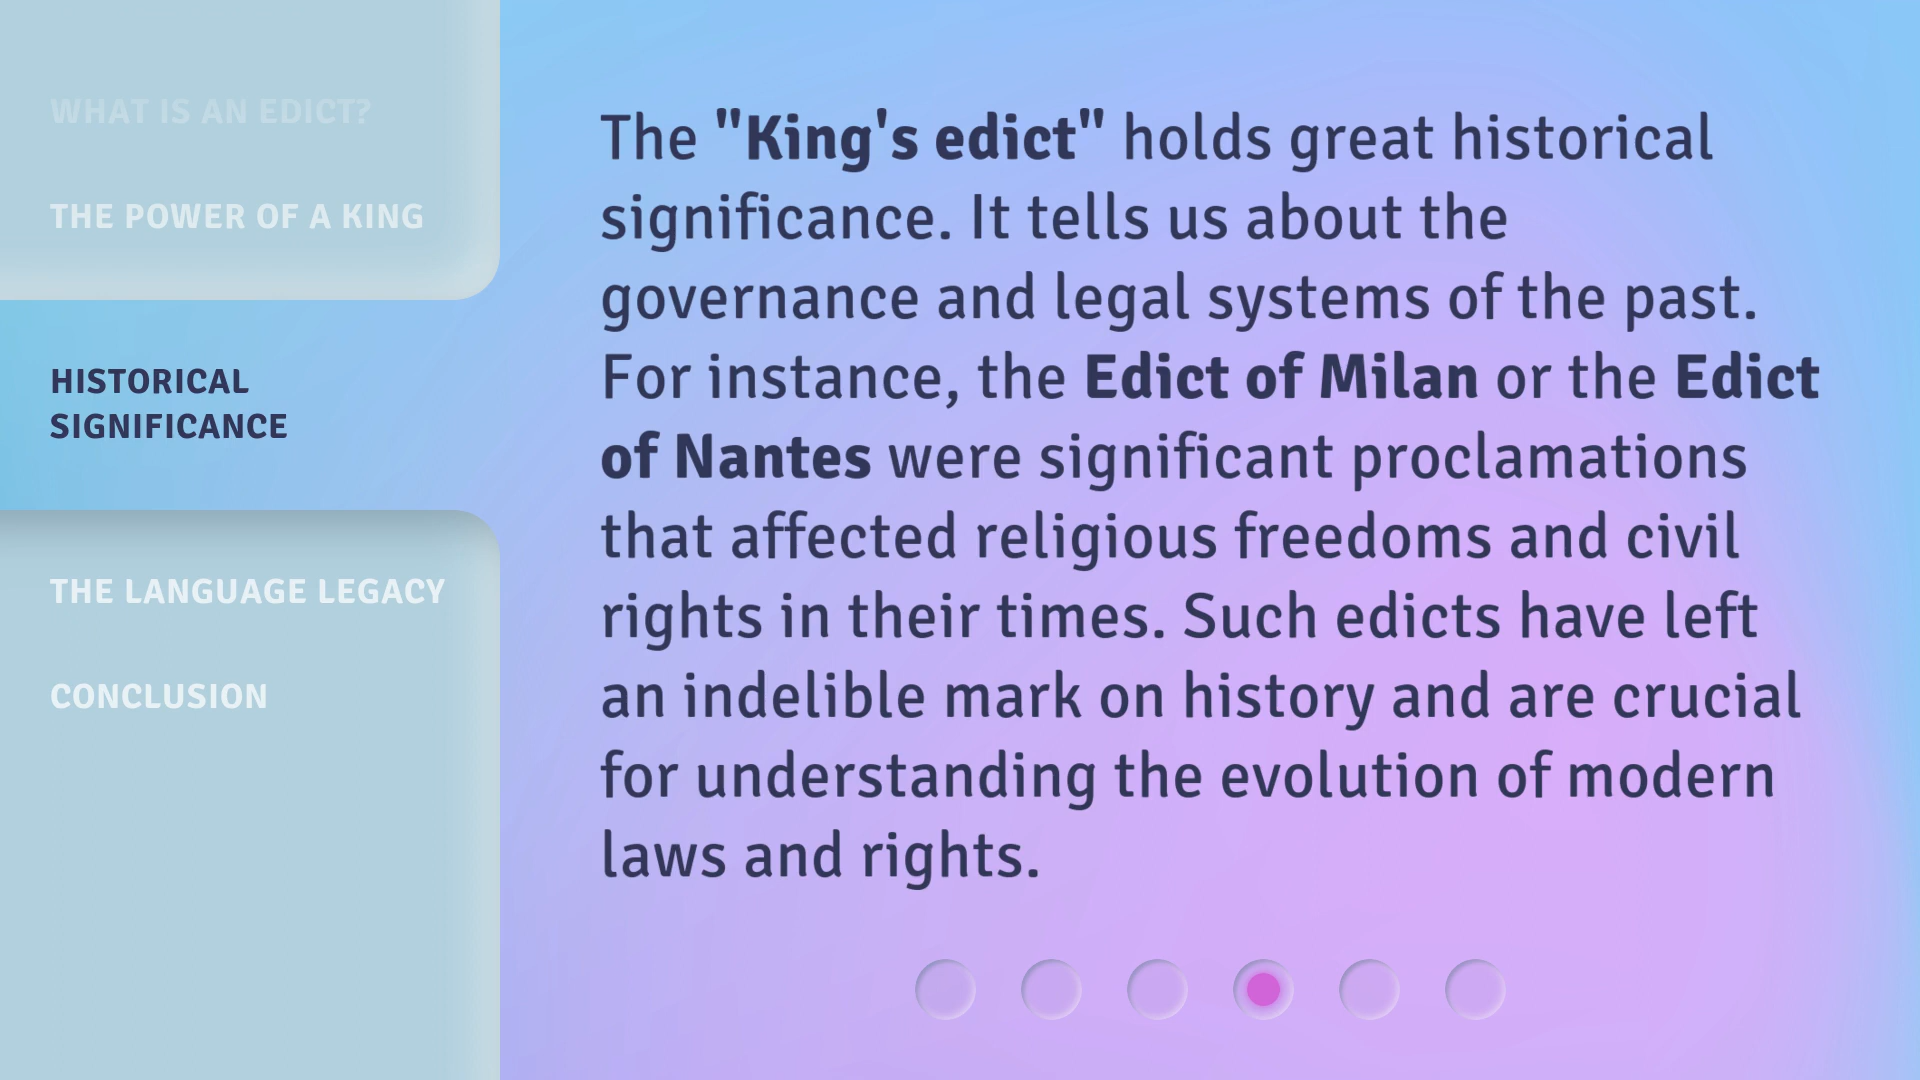 WHAT IS AN EDICT?
THE POWER OF A KING
HISTORICAL
SIGNIFICANCE
THE LANGUAGE LEGACY
CONCLUSION
The "King's edict" holds great historical
significance. It tells us about the
governance and legal systems of the past.
For instance, the Edict of Milan or the Edict
of Nantes were significant proclamations
that affected religious freedoms and civil
rights in their times. Such edicts have left
an indelible mark on history and are crucial
for understanding the evolution of modern
laws and rights.